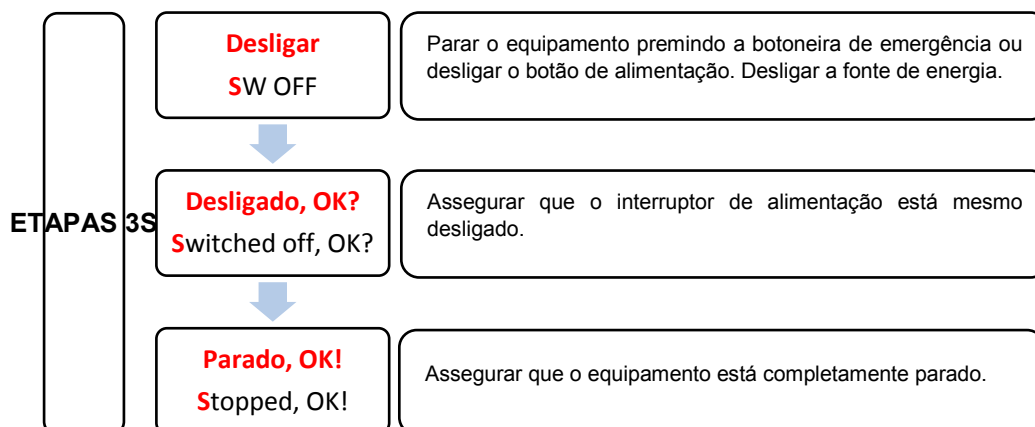 ETAPAS 3S
Desligar
SW OFF
Parar o equipamento premindo a botoneira de emergência ou
desligar o botão de alimentação. Desligar a fonte de energia.
Desligado, OK?
Switched off, OK?
Assegurar que o interruptor de alimentação está mesmo
desligado.
Parado, OK!
Stopped, OK!
Assegurar que o equipamento está completamente parado.